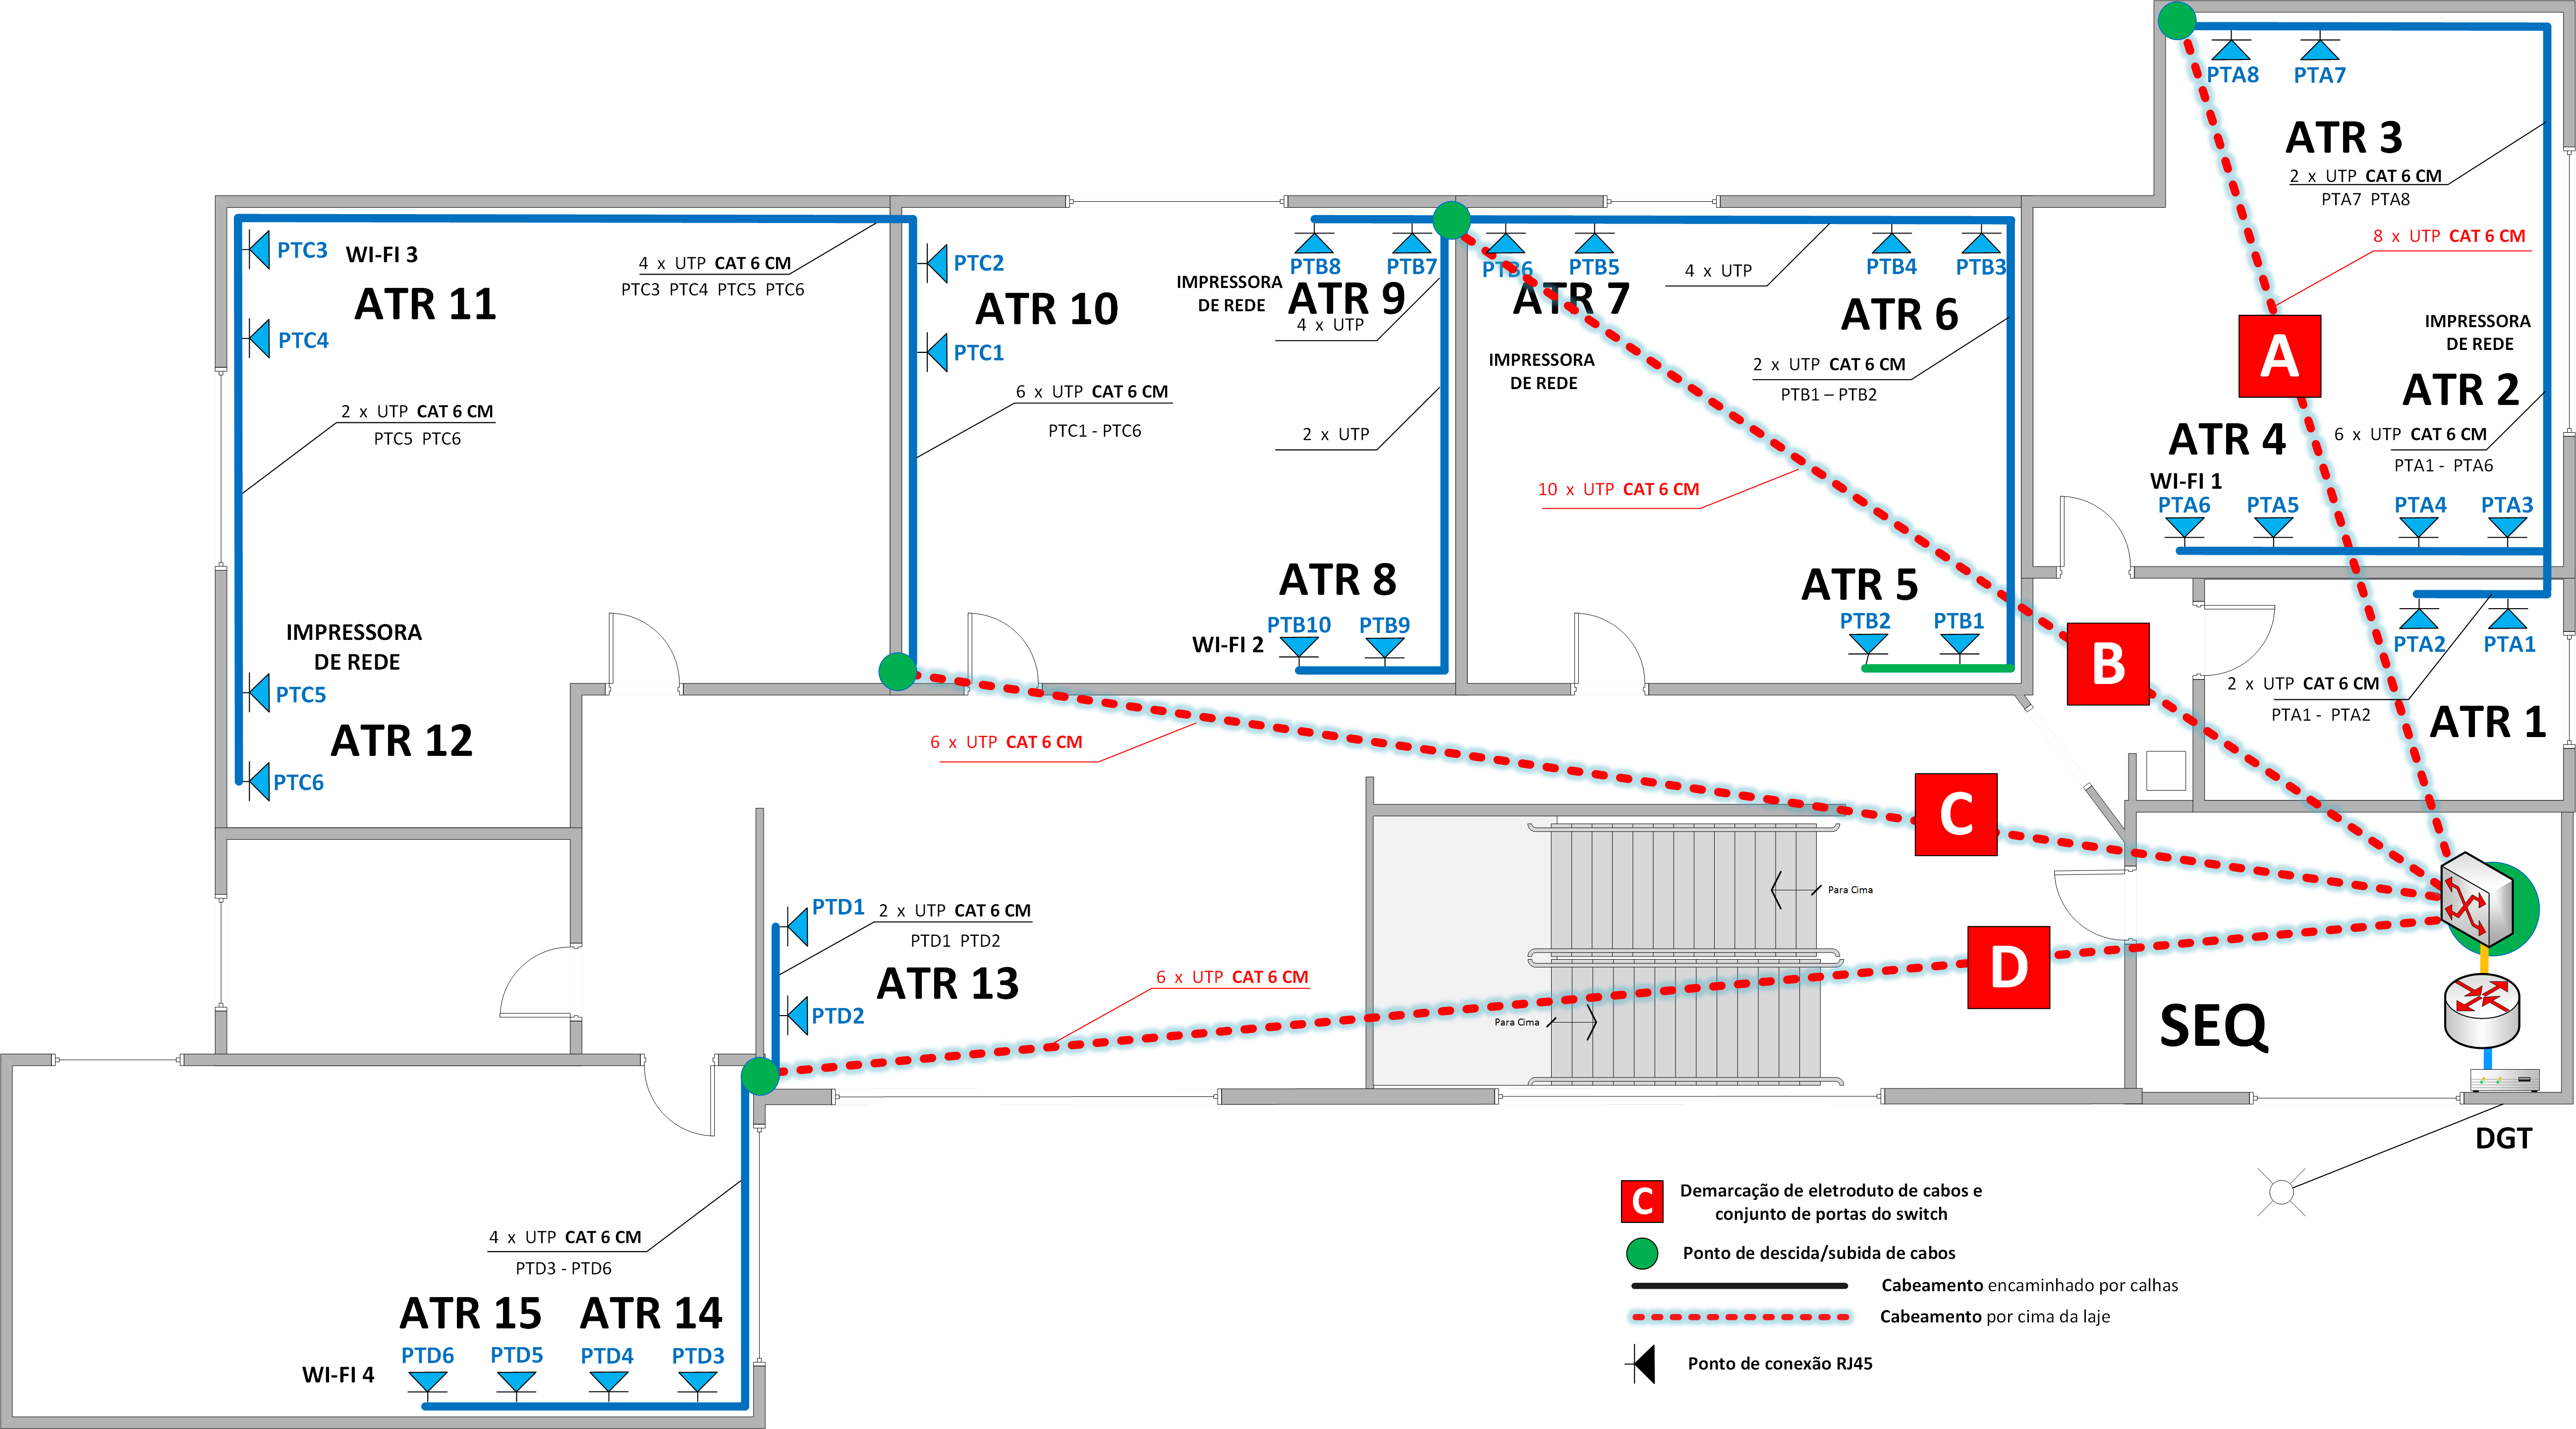 PTA8 PTA7
ATR 3
2 x UTP CAT 6 CM
PTA7 PTA8
8 x UTP CAT 6 CM
A
IMPRESSORA
DE REDE
ATR 2
ATR 4
6 x UTP CAT 6 CM
PTA1 - PTA6
WI-FI 1
PTA6 PTA5 PTA4 PTA3
PTA2 PTA1
2 x UTP CAT 6 CM
PTA1 - PTA2
ATR 1
PTC3 WI-FI 3
ATR 11
PTC4
4 x UTP CAT 6 CM
PTC3 PTC4 PTC5 PTC6
2 x UTP CAT 6 CM
PTC5 PTC6
IMPRESSORA
DE REDE
PTC5
ATR 12
PTC6
PTC2
ATR 10
PTC1
6 x UTP CAT 6 CM
PTC1 - PTC6
IMPRESSORA
DE REDE
PTB8 PTB7
ATR 9
4 x UTP
2 x UTP
ATR 8
WI-FI 2
PTB10 PTB9
PTB6 PTB5 PTB4 PTB3
ATR 7
4 x UTP
ATR 6
IMPRESSORA
DE REDE
2 x UTP CAT 6 CM
PTB1 – PTB2
10 x UTP CAT 6 CM
ATR 5
PTB2 PTB1
B
6 x UTP CAT 6 CM
C
Para Cima
Para Cima
D
SEQ
DGT
PTD1
2 x UTP CAT 6 CM
PTD1 PTD2
ATR 13
PTD2
6 x UTP CAT 6 CM
4 x UTP CAT 6 CM
PTD3 - PTD6
ATR 15 ATR 14
WI-FI 4
PTD6 PTD5 PTD4 PTD3
C
Demarcação de eletroduto de cabos e
conjunto de portas do switch
Ponto de descida/subida de cabos
Cabeamento encaminhado por calhas
Cabeamento por cima da laje
Ponto de conexão RJ45